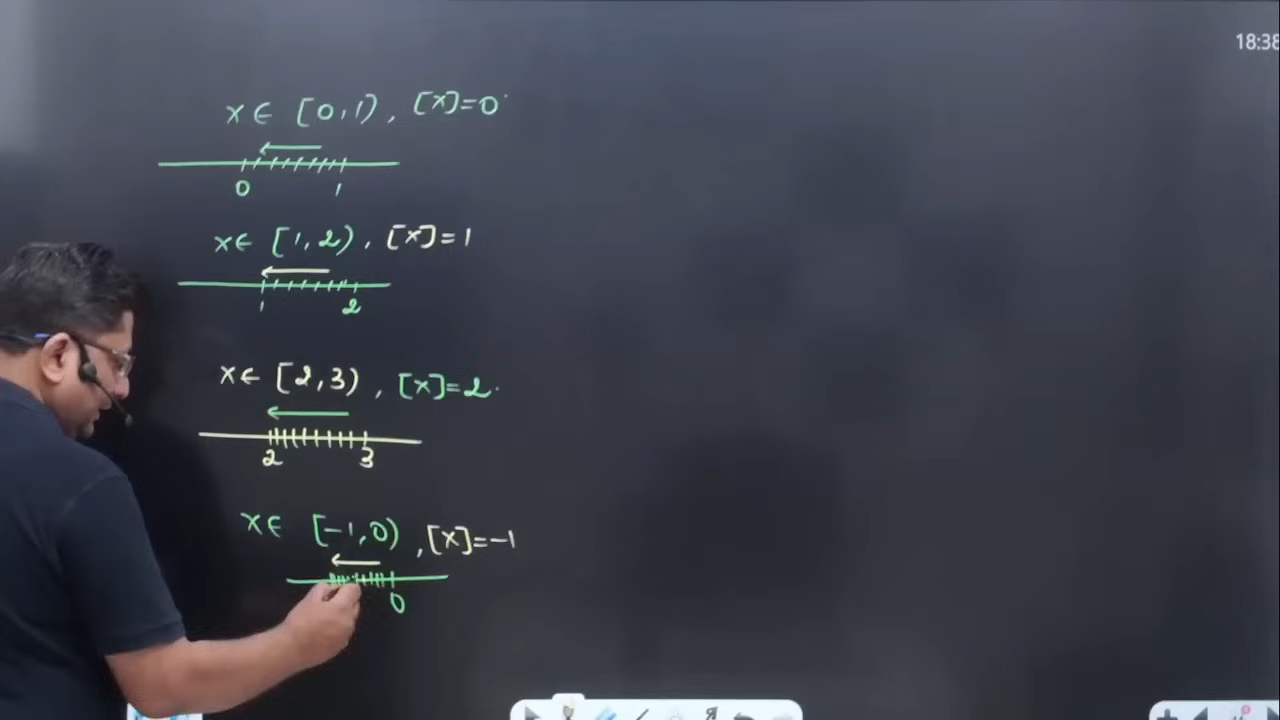 18:38
x ∈ [0,1), [x]=0
0 1
x ∈ [1,2), [x]=1
1 2
x ∈ [2,3), [x]=2
2 3
x ∈ [-1,0), [x]=-1
0